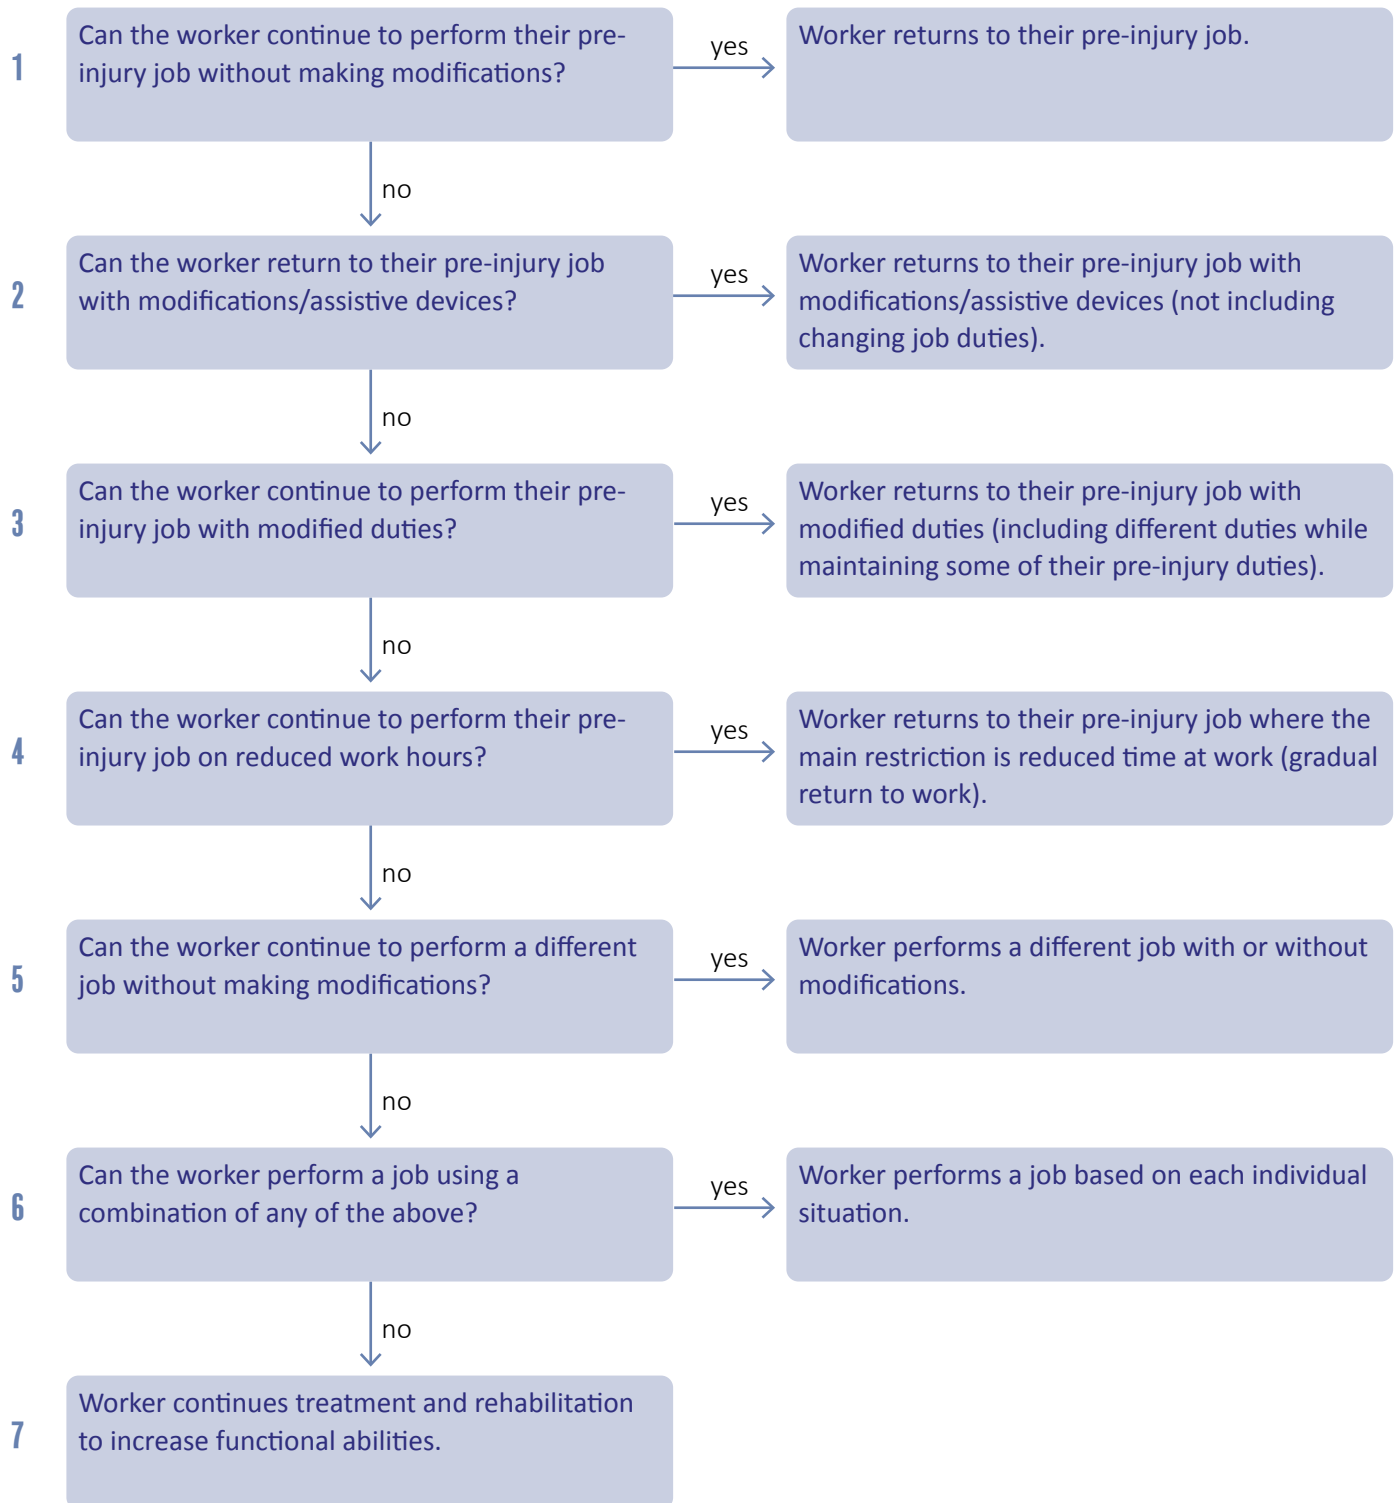 1
Can the worker continue to perform their pre-
injury job without making modifications?
yes
Worker returns to their pre-injury job.
no
2
Can the worker return to their pre-injury job
with modifications/assistive devices?
yes
Worker returns to their pre-injury job with
modifications/assistive devices (not including
changing job duties).
no
3
Can the worker continue to perform their pre-
injury job with modified duties?
yes
Worker returns to their pre-injury job with
modified duties (including different duties while
maintaining some of their pre-injury duties).
no
4
Can the worker continue to perform their pre-
injury job on reduced work hours?
yes
Worker returns to their pre-injury job where the
main restriction is reduced time at work (gradual
return to work).
no
5
Can the worker continue to perform a different
job without making modifications?
yes
Worker performs a different job with or without
modifications.
no
6
Can the worker perform a job using a
combination of any of the above?
yes
Worker performs a job based on each individual
situation.
no
7
Worker continues treatment and rehabilitation
to increase functional abilities.